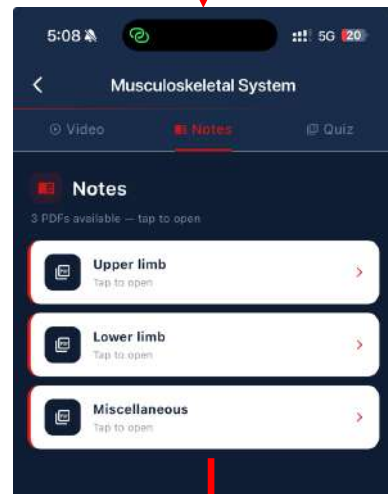 5:08
5G 20
Musculoskeletal System
Video Notes Quiz
Notes
3 PDFs available — tap to open
Upper limb
Tap to open
Lower limb
Tap to open
Miscellaneous
Tap to open